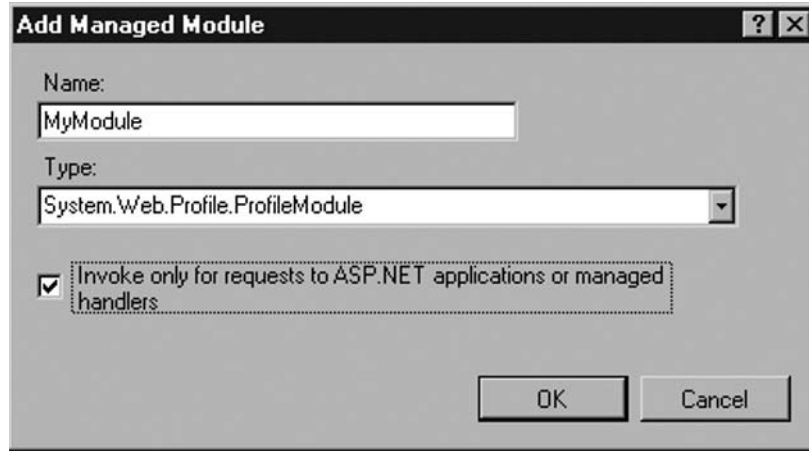 Add Managed Module
Name:
MyModule
Type:
System.Web.Profile.ProfileModule
Invoke only for requests to ASP.NET applications or managed
handlers
OK
Cancel